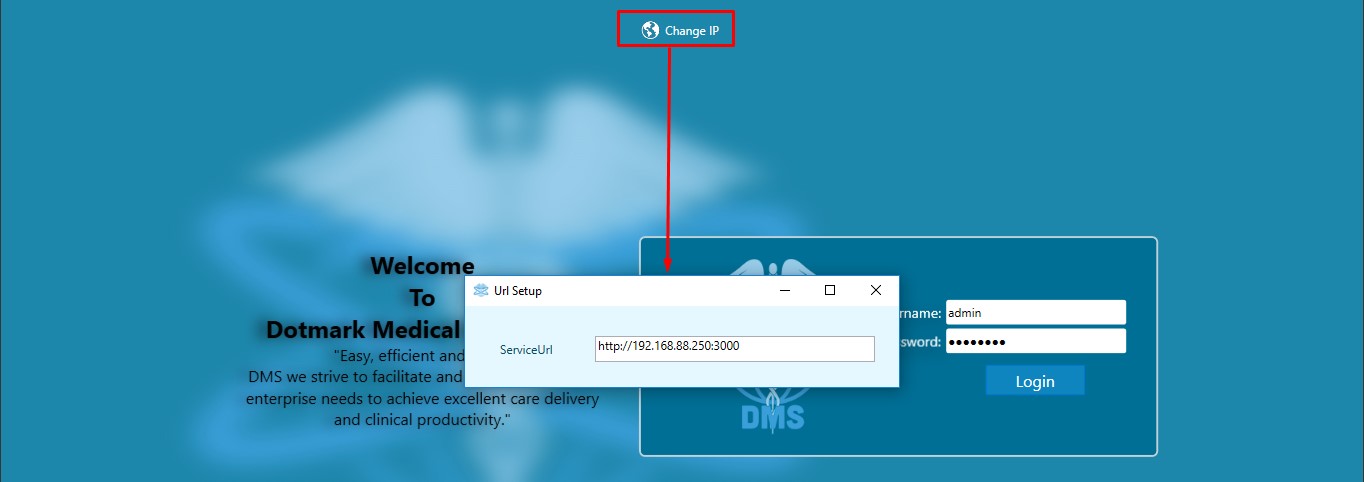 Change IP
Welcome
To
Dotmark Medical
"Easy, efficient and
DMS we strive to facilitate and
enterprise needs to achieve excellent care delivery
and clinical productivity."
Url Setup
ServiceUrl
http://192.168.88.250:3000
rname:
admin
sword:
Login
DMS